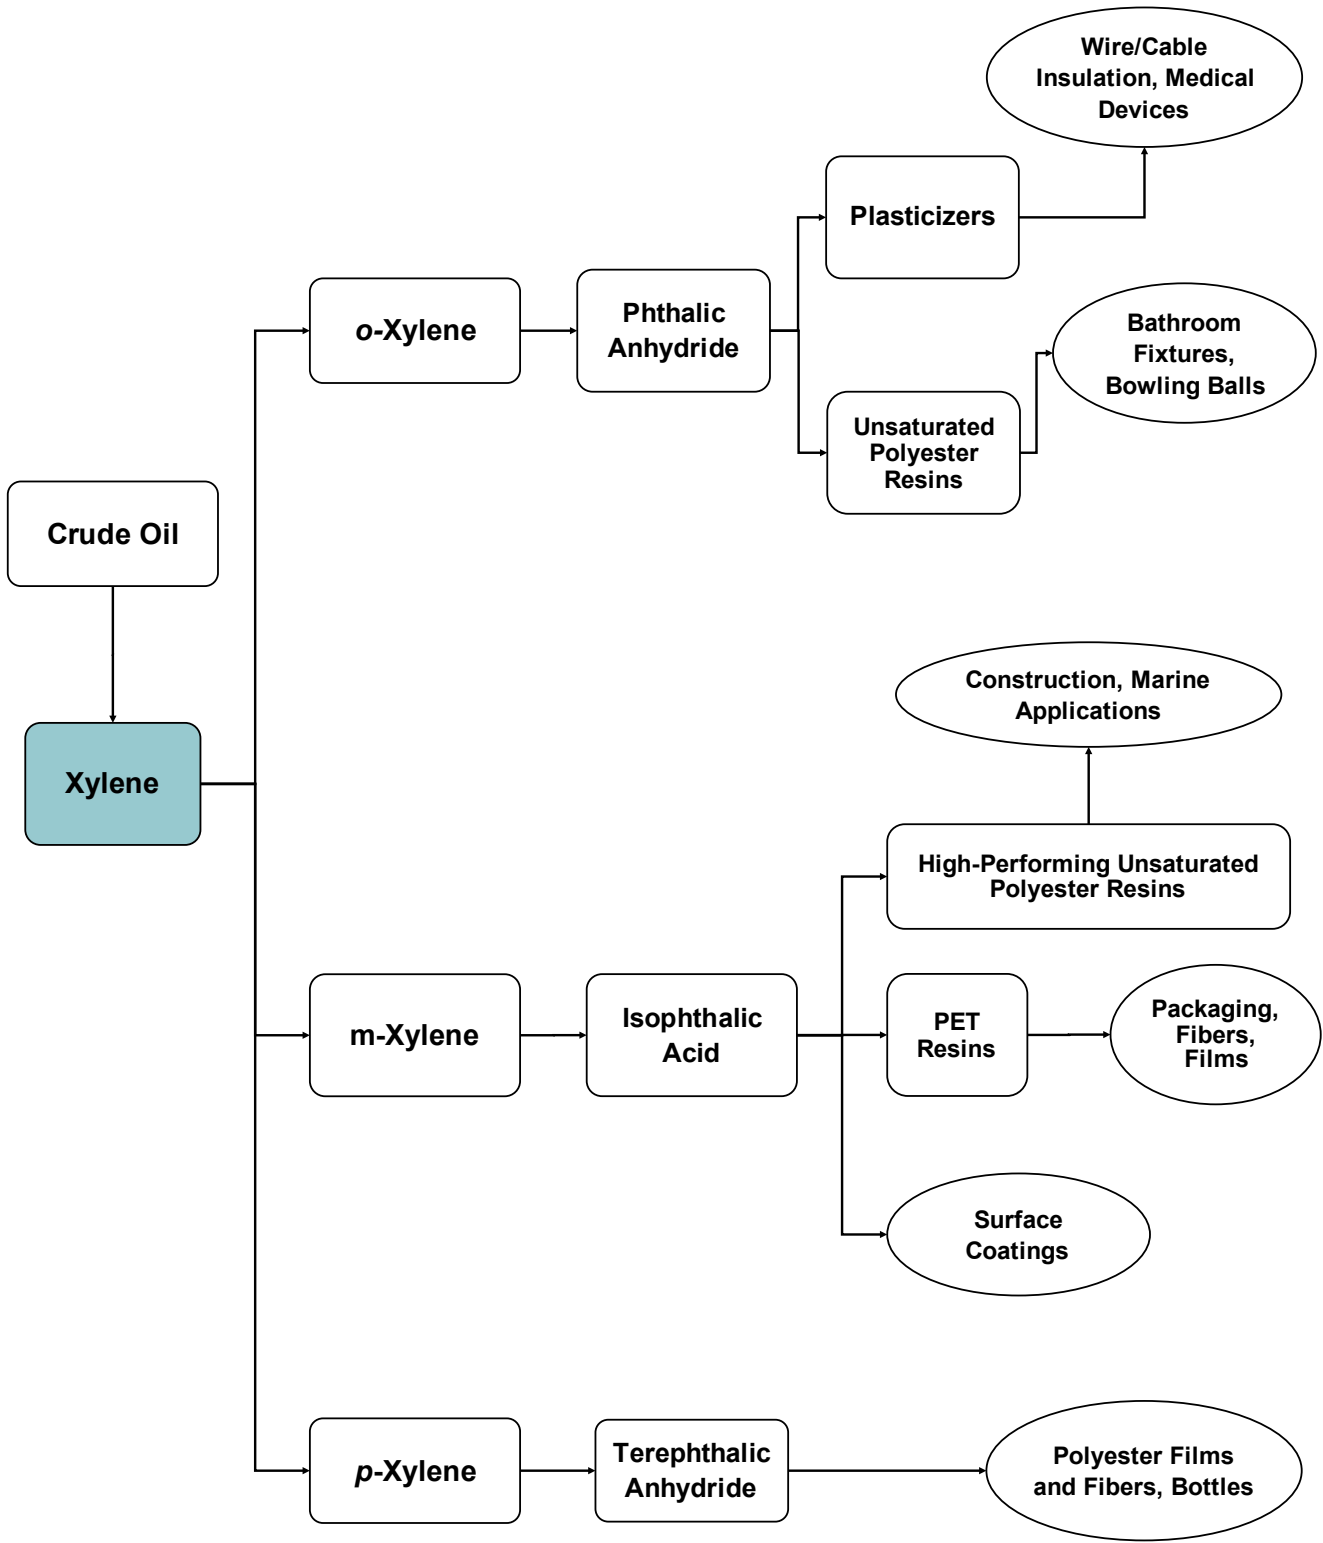 Wire/Cable
Insulation, Medical
Devices
Plasticizers
o-Xylene
Phthalic
Anhydride
Bathroom
Fixtures,
Bowling Balls
Unsaturated
Polyester
Resins
Crude Oil
Xylene
Construction, Marine
Applications
High-Performing Unsaturated
Polyester Resins
m-Xylene
Isophthalic
Acid
PET
Resins
Packaging,
Fibers,
Films
Surface
Coatings
p-Xylene
Terephthalic
Anhydride
Polyester Films
and Fibers, Bottles